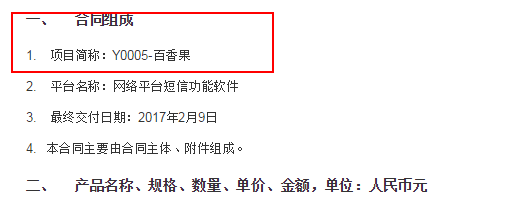 一、 合同组成
1. 项目简称：Y0005-百香果
2. 平台名称：网络平台短信功能软件
3. 最终交付日期：2017年2月9日
4. 本合同主要由合同主体、附件组成。
二、 产品名称、规格、数量、单价、金额，单位：人民币元